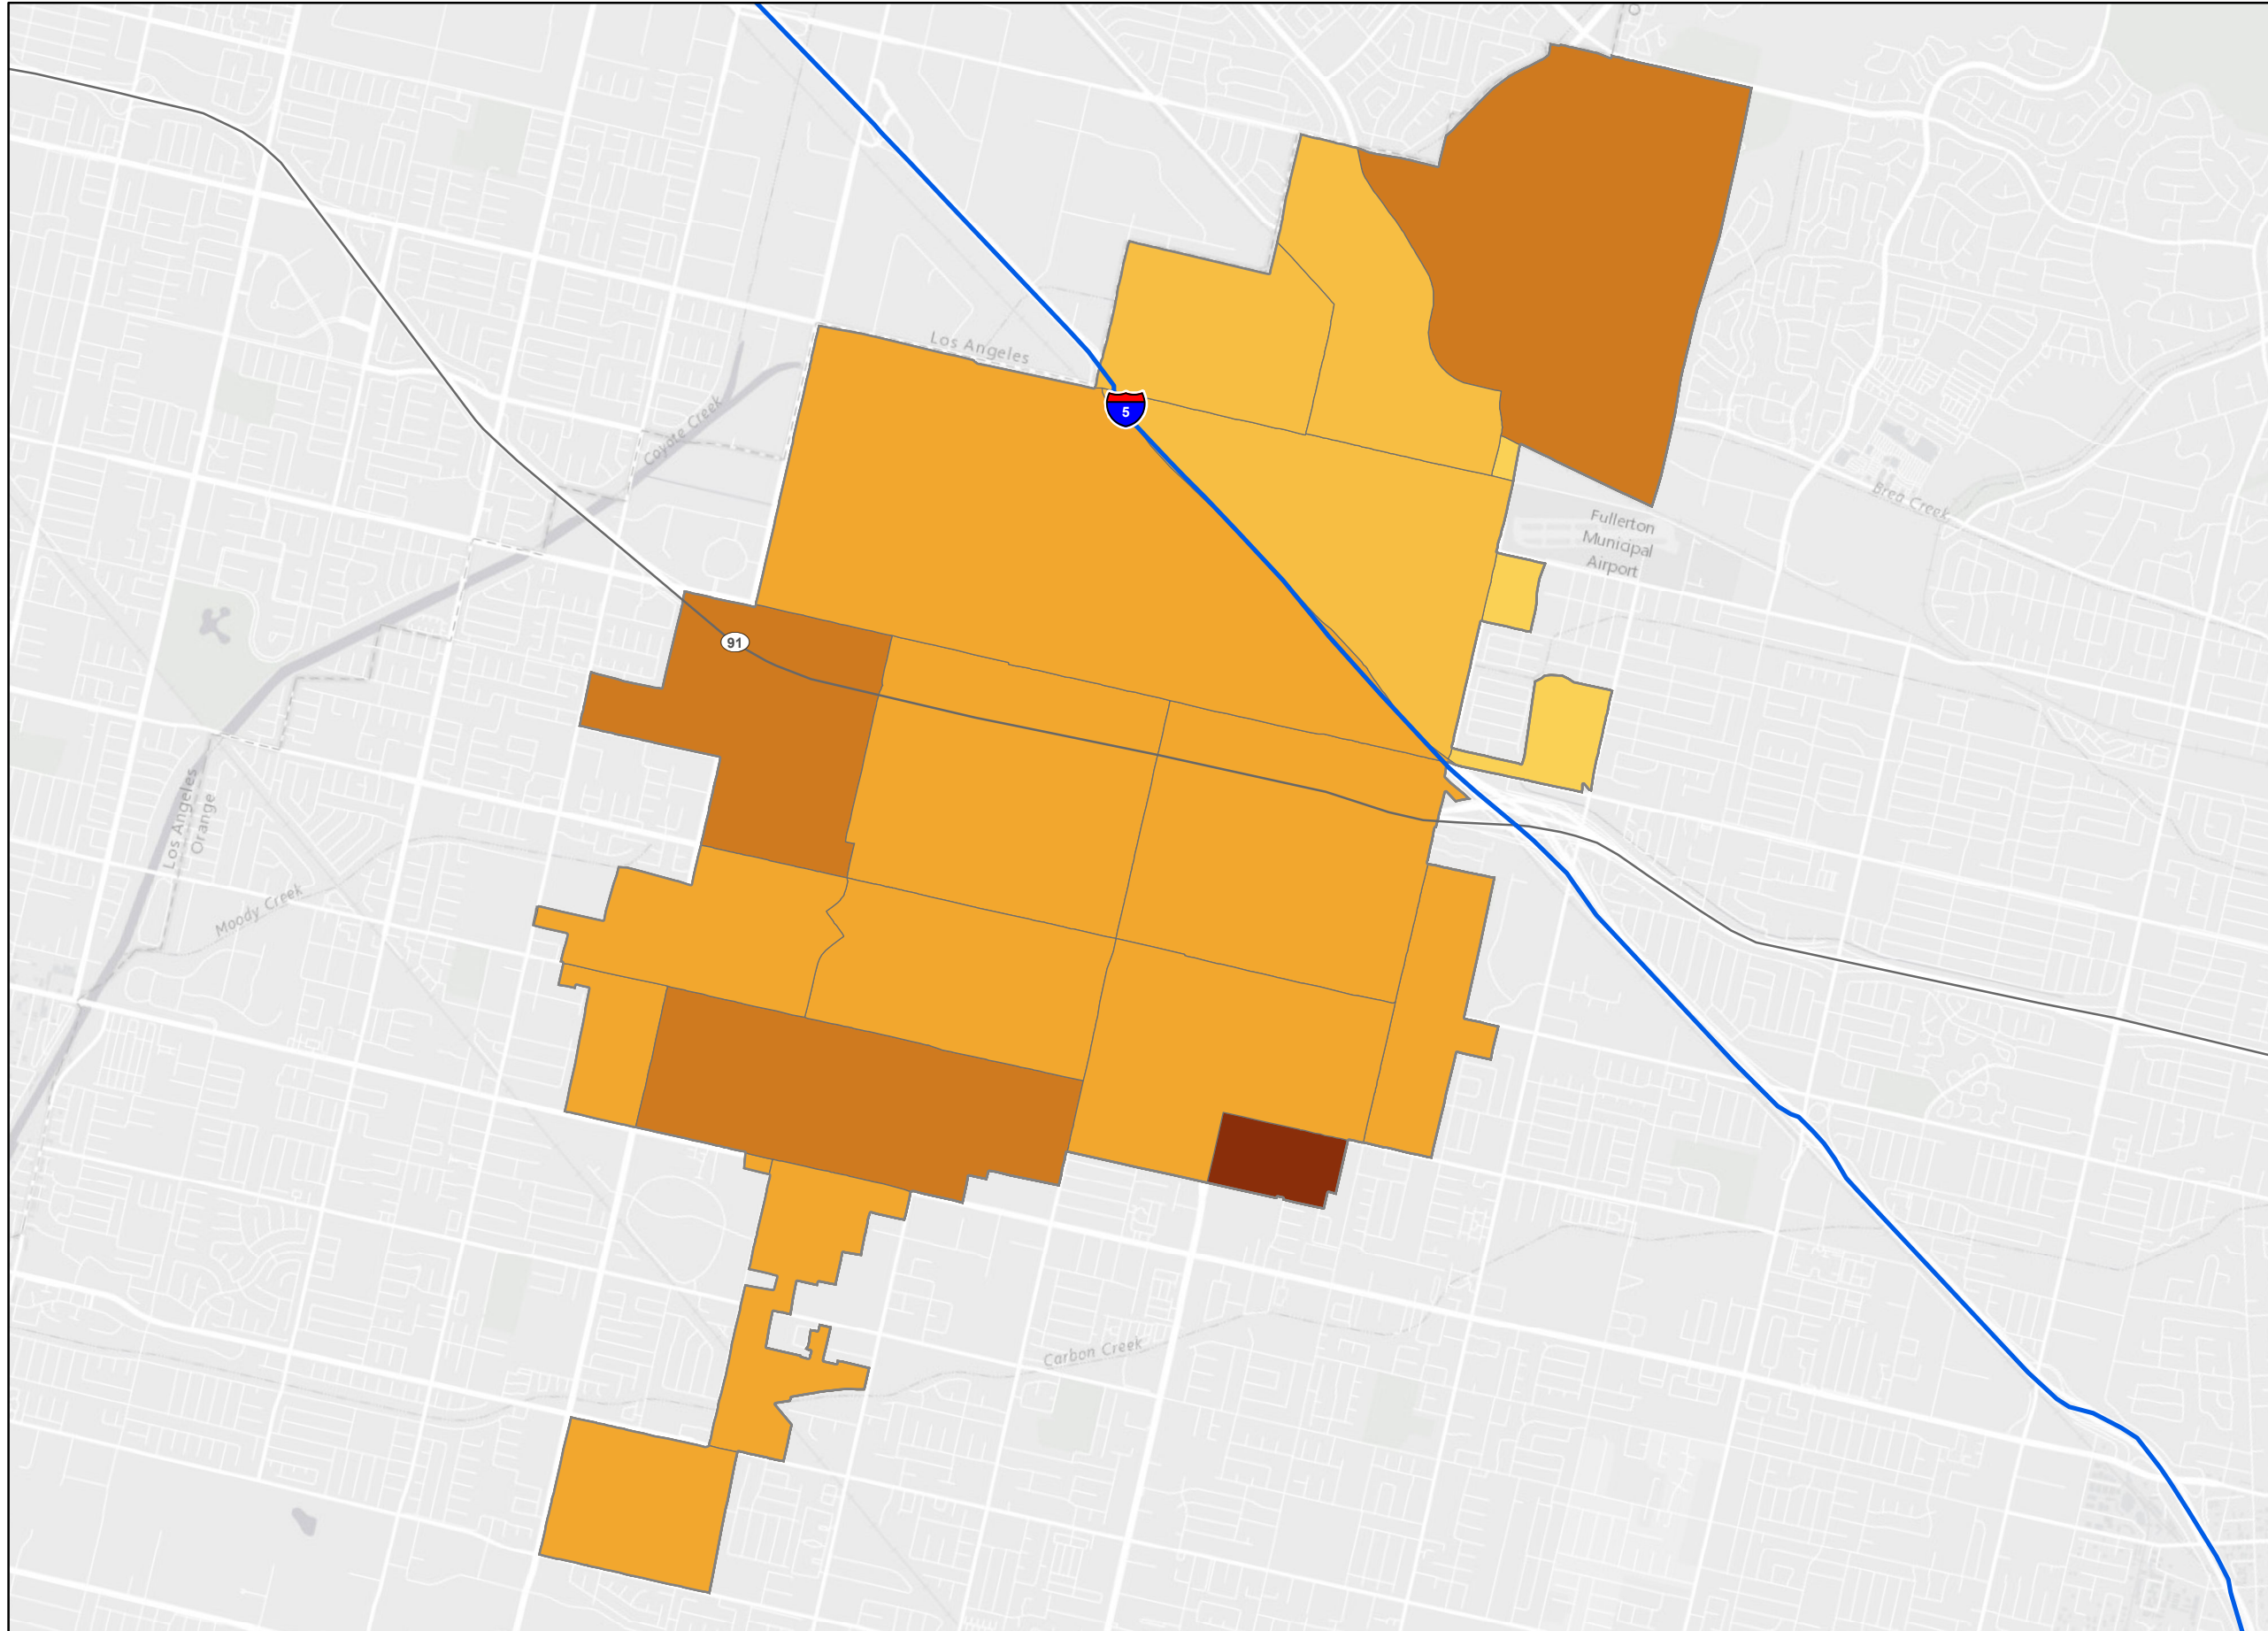 Los Angeles
5
Coyote Creek
Brea Creek
Fullerton
Municipal
Airport
91
Los Angeles
Orange
Moody Creek
Carbon Creek